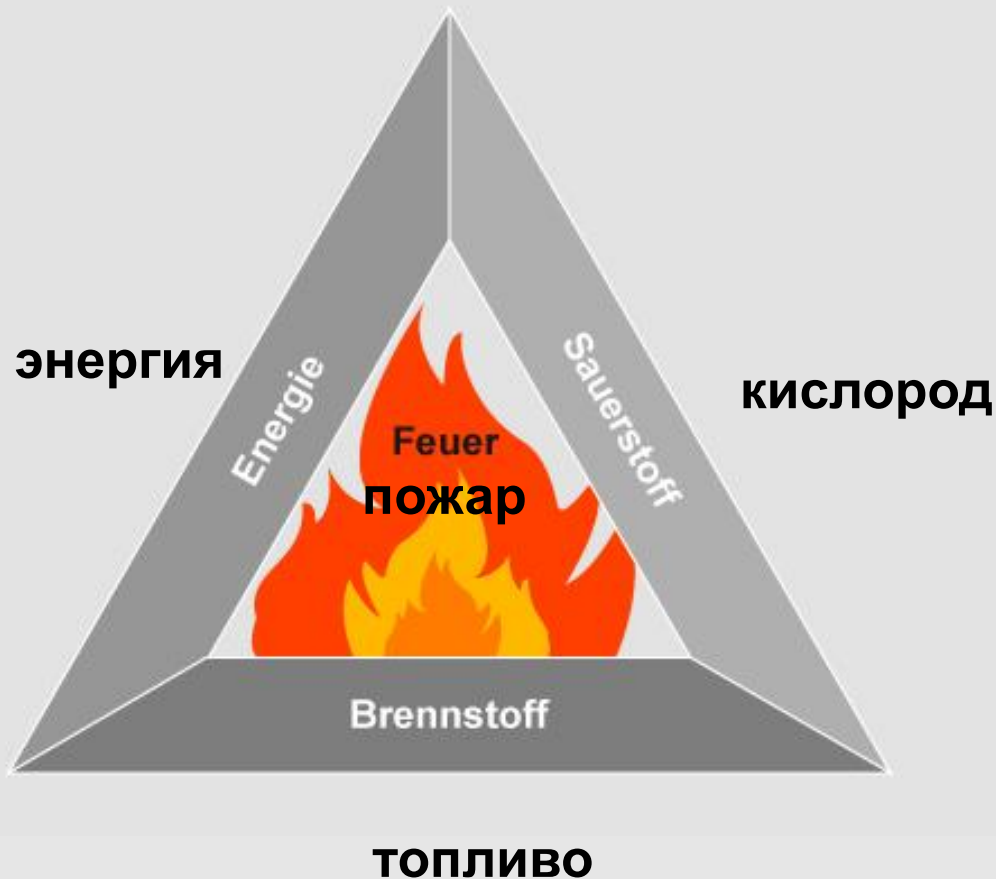 энергия
Energie
Sauerstoff
кислород
Feuer
пожар
Brennstoff
топливо